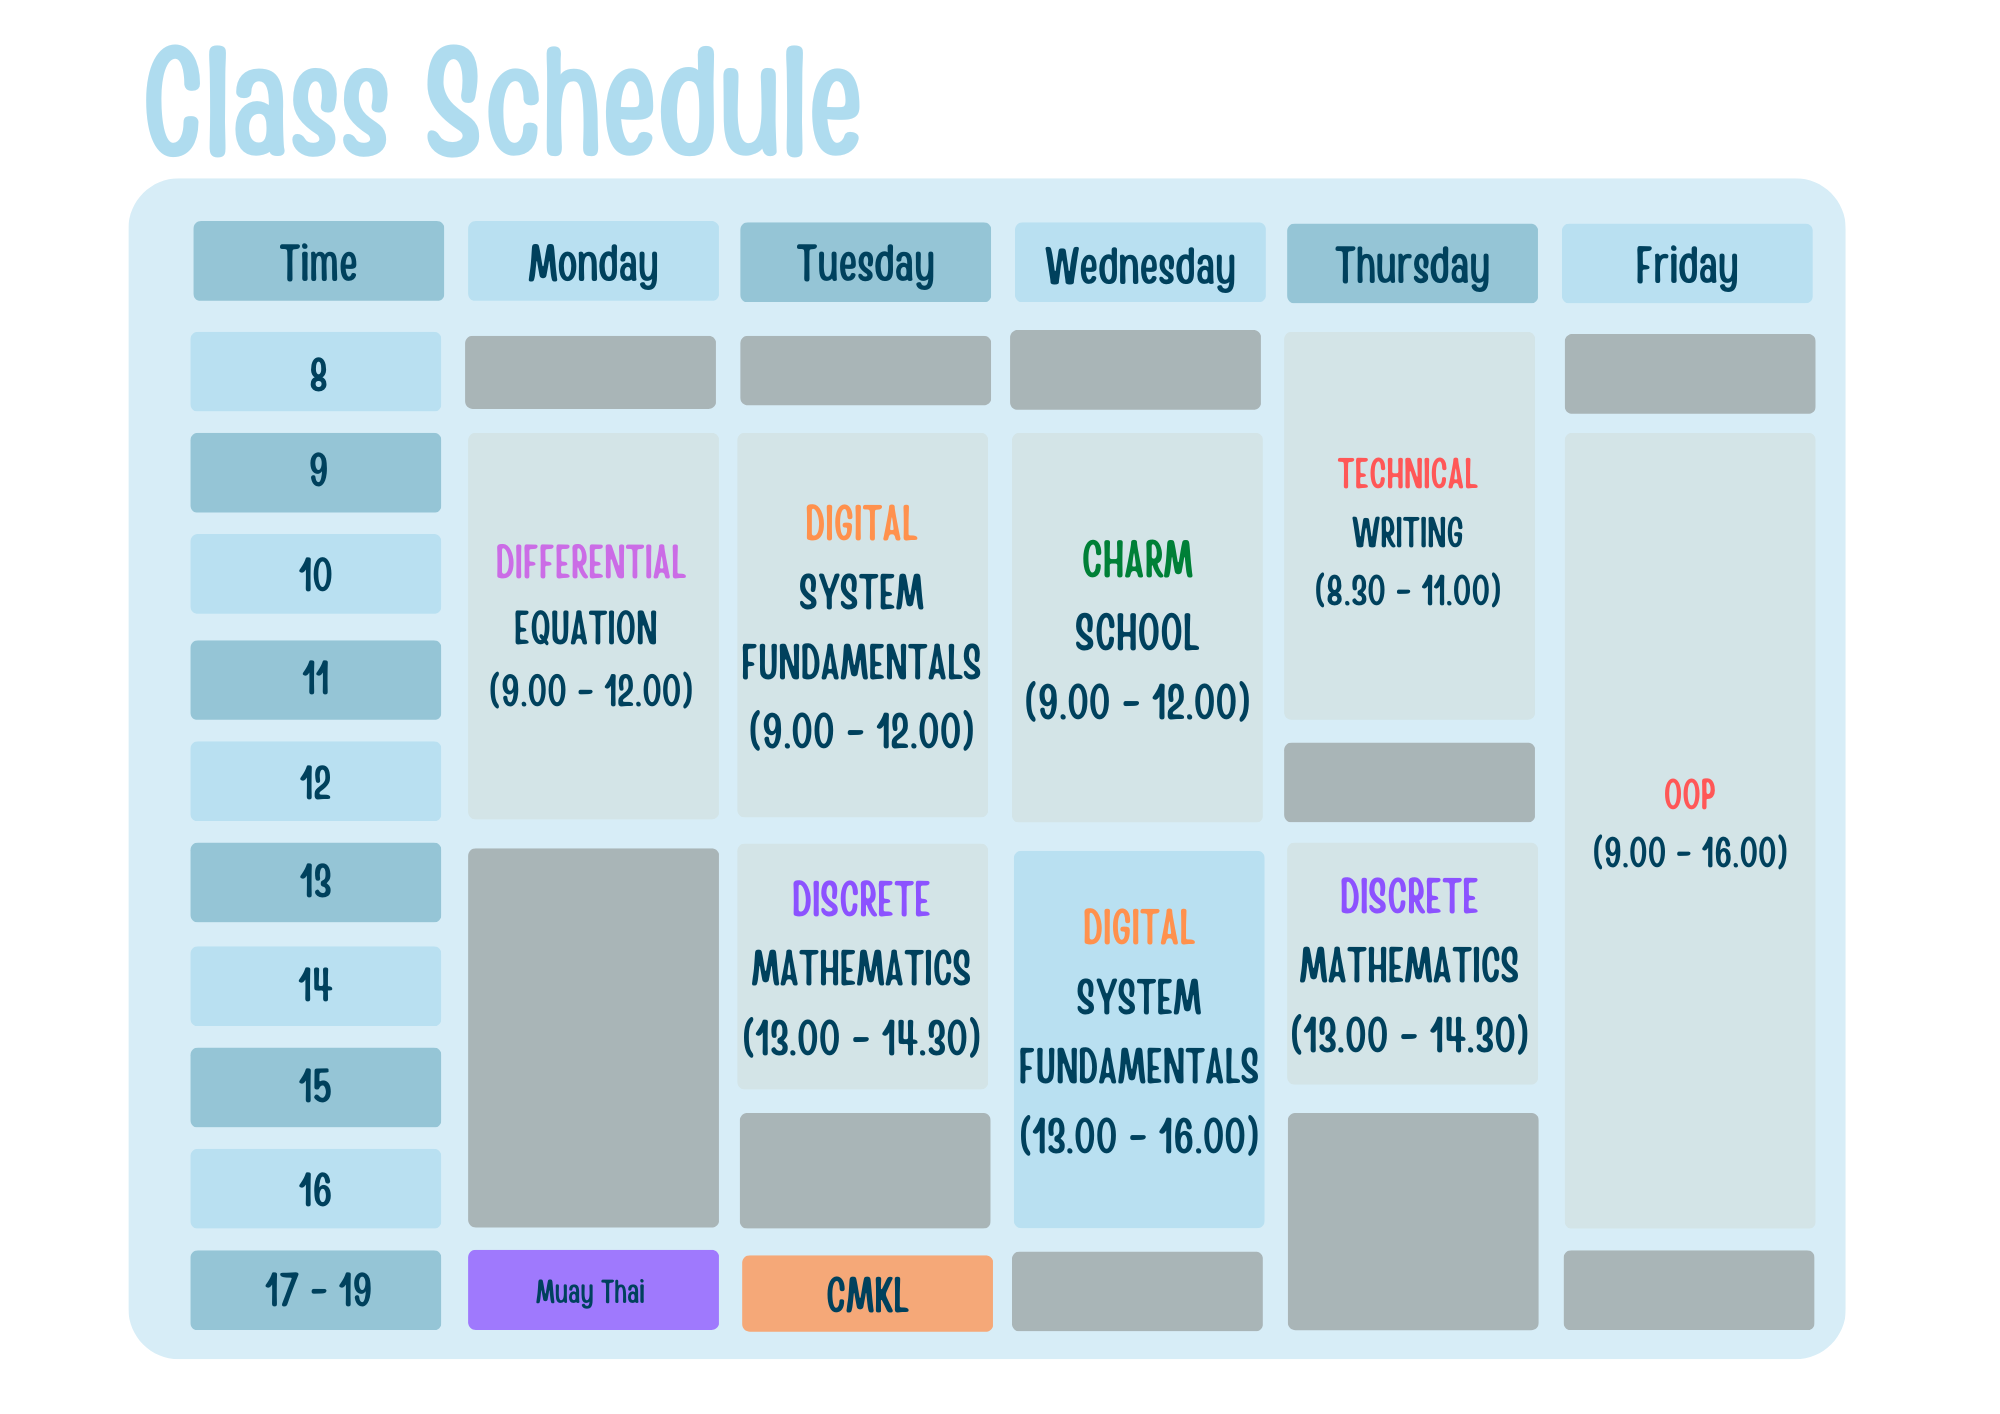 Class Schedule
Time
Monday
Tuesday
Wednesday
Thursday
Friday
8
9
10
11
12
13
14
15
16
17 - 19
DIFFERENTIAL
EQUATION
(9.00 - 12.00)
Muay Thai
DIGITAL
SYSTEM
FUNDAMENTALS
(9.00 - 12.00)
DISCRETE
MATHEMATICS
(13.00 - 14.30)
CMKL
CHARM
SCHOOL
(9.00 - 12.00)
DIGITAL
SYSTEM
FUNDAMENTALS
(13.00 - 16.00)
TECHNICAL
WRITING
(8.30 - 11.00)
DISCRETE
MATHEMATICS
(13.00 - 14.30)
OOP
(9.00 - 16.00)